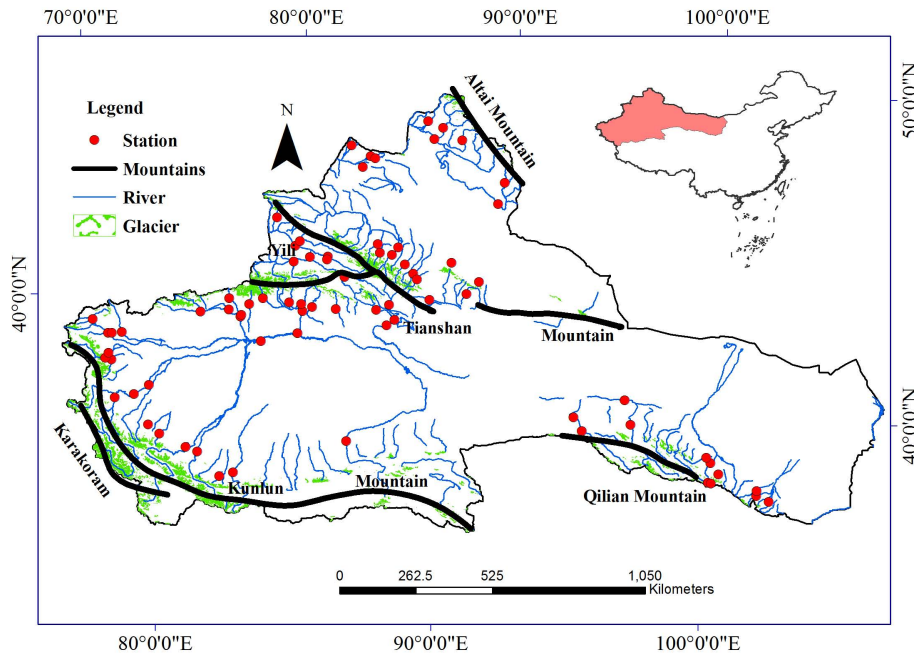 70°0'0"E 80°0'0"E 90°0'0"E 100°0'0"E
50°0'0"N
Altai Mountain
Legend
Station
Mountains
River
Glacier
N
Yili
40°0'0"N
Tianshan
Mountain
40°0'0"N
Karakoram
Kunlun
Mountain
Qilian Mountain
0 262.5 525 1,050
Kilometers
80°0'0"E 90°0'0"E 100°0'0"E